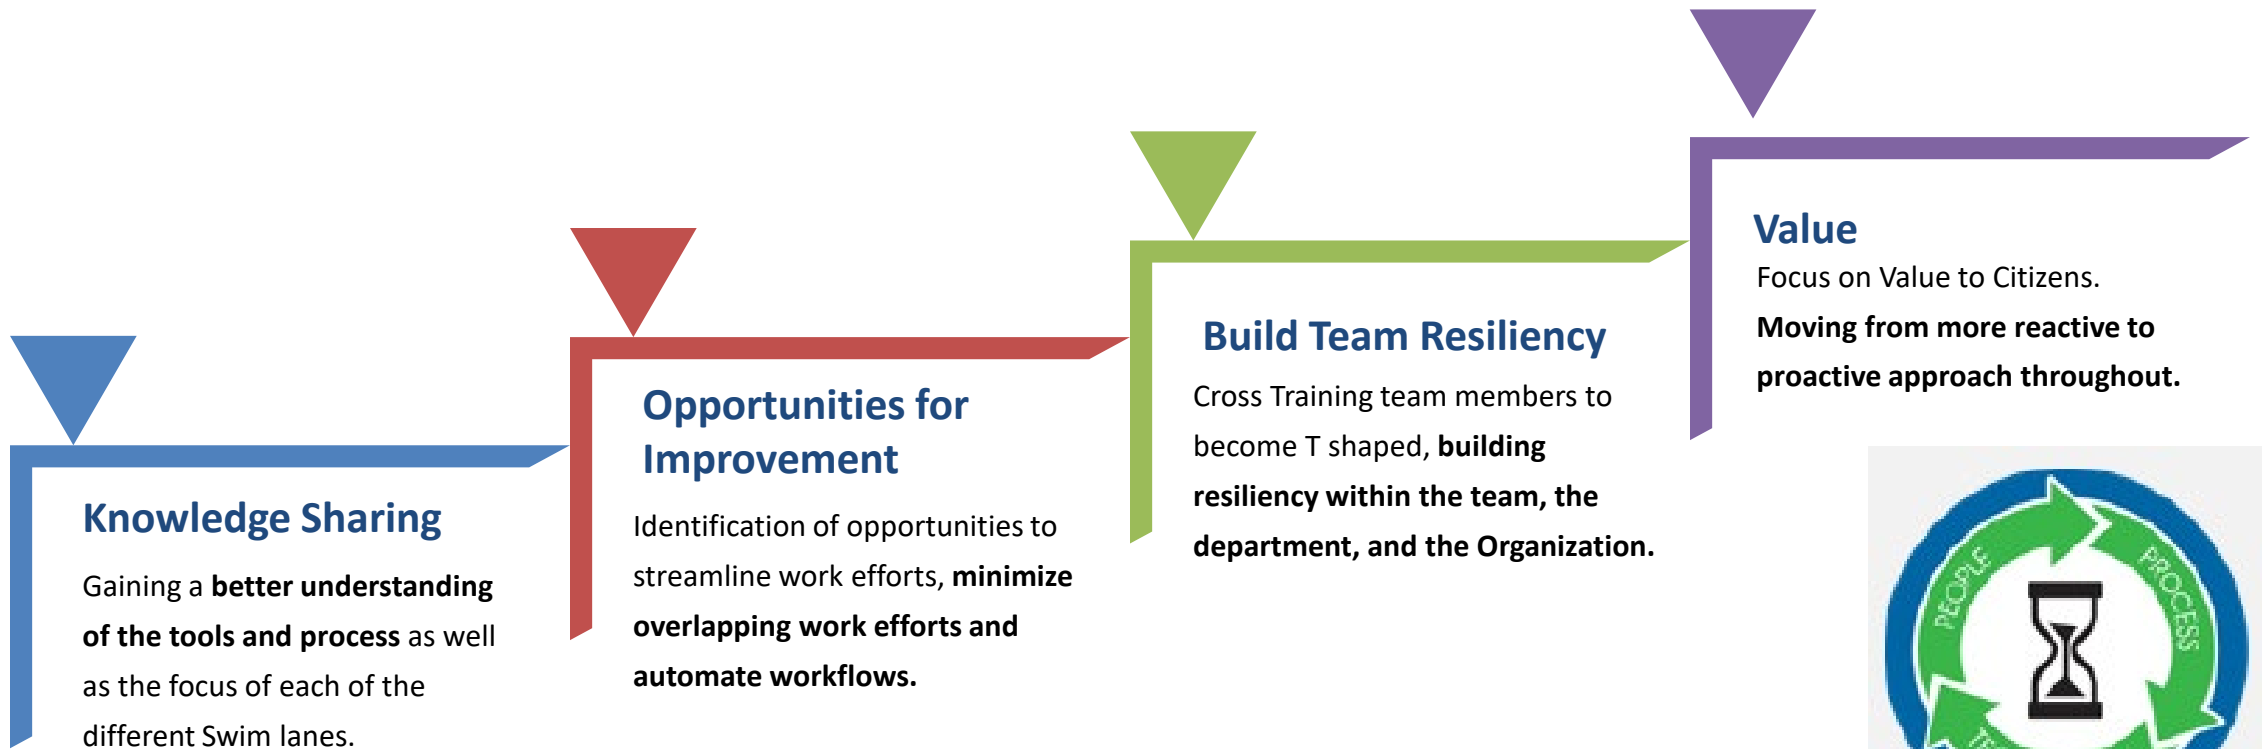 Knowledge Sharing
Gaining a better understanding
of the tools and process as well
as the focus of each of the
different Swim lanes.
Opportunities for
Improvement
Identification of opportunities to
streamline work efforts, minimize
overlapping work efforts and
automate workflows.
Build Team Resiliency
Cross Training team members to
become T shaped, building
resiliency within the team, the
department, and the Organization.
Value
Focus on Value to Citizens.
Moving from more reactive to
proactive approach throughout.
PEOPLE
PROCESS